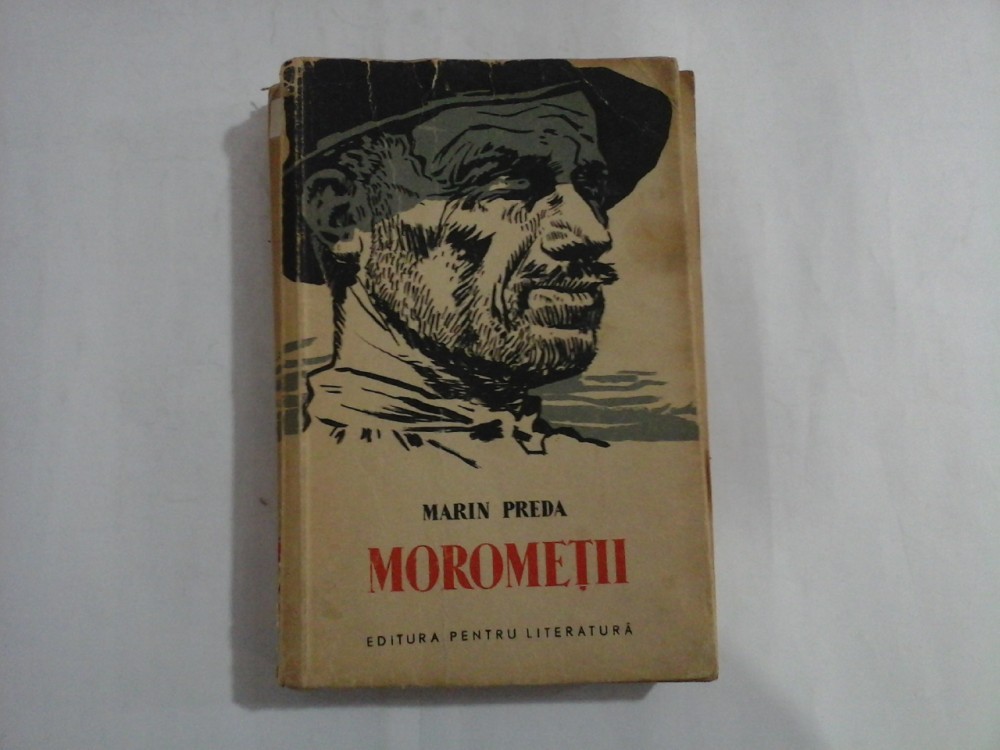 MARIN PREDA
MOROMEȚII
EDITURA PENTRU LITERATURĂ